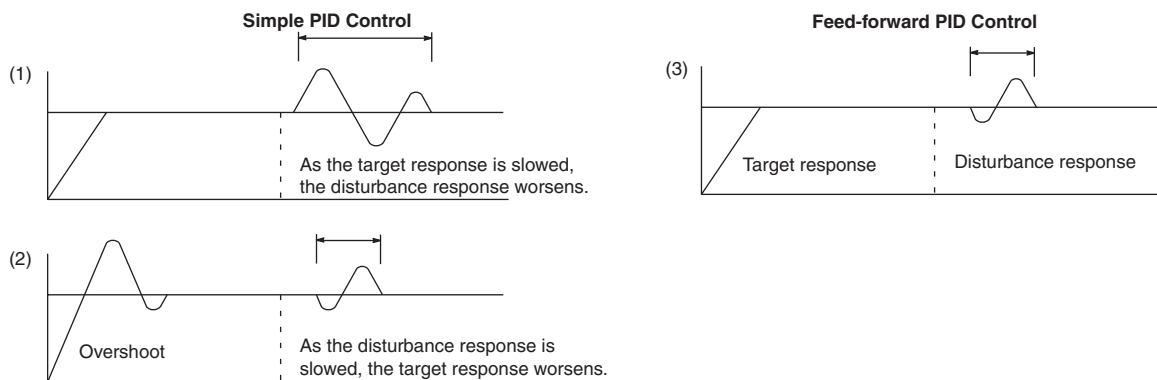 Simple PID Control
(1)
As the target response is slowed,
the disturbance response worsens.
(2)
Overshoot
As the disturbance response is
slowed, the target response worsens.
Feed-forward PID Control
(3)
Target response
Disturbance response